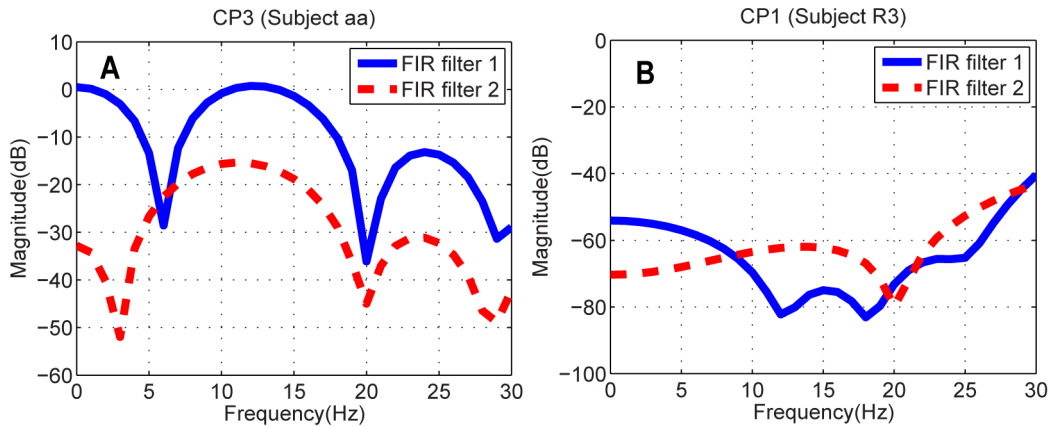 CP3 (Subject aa)
A
FIR filter 1
FIR filter 2
10
0
−10
−20
−30
−40
−50
−60
Magnitude(dB)
0
5
10
15
20
25
30
Frequency(Hz)
CP1 (Subject R3)
B
FIR filter 1
FIR filter 2
0
−20
−40
−60
−80
−100
Magnitude(dB)
0
5
10
15
20
25
30
Frequency(Hz)